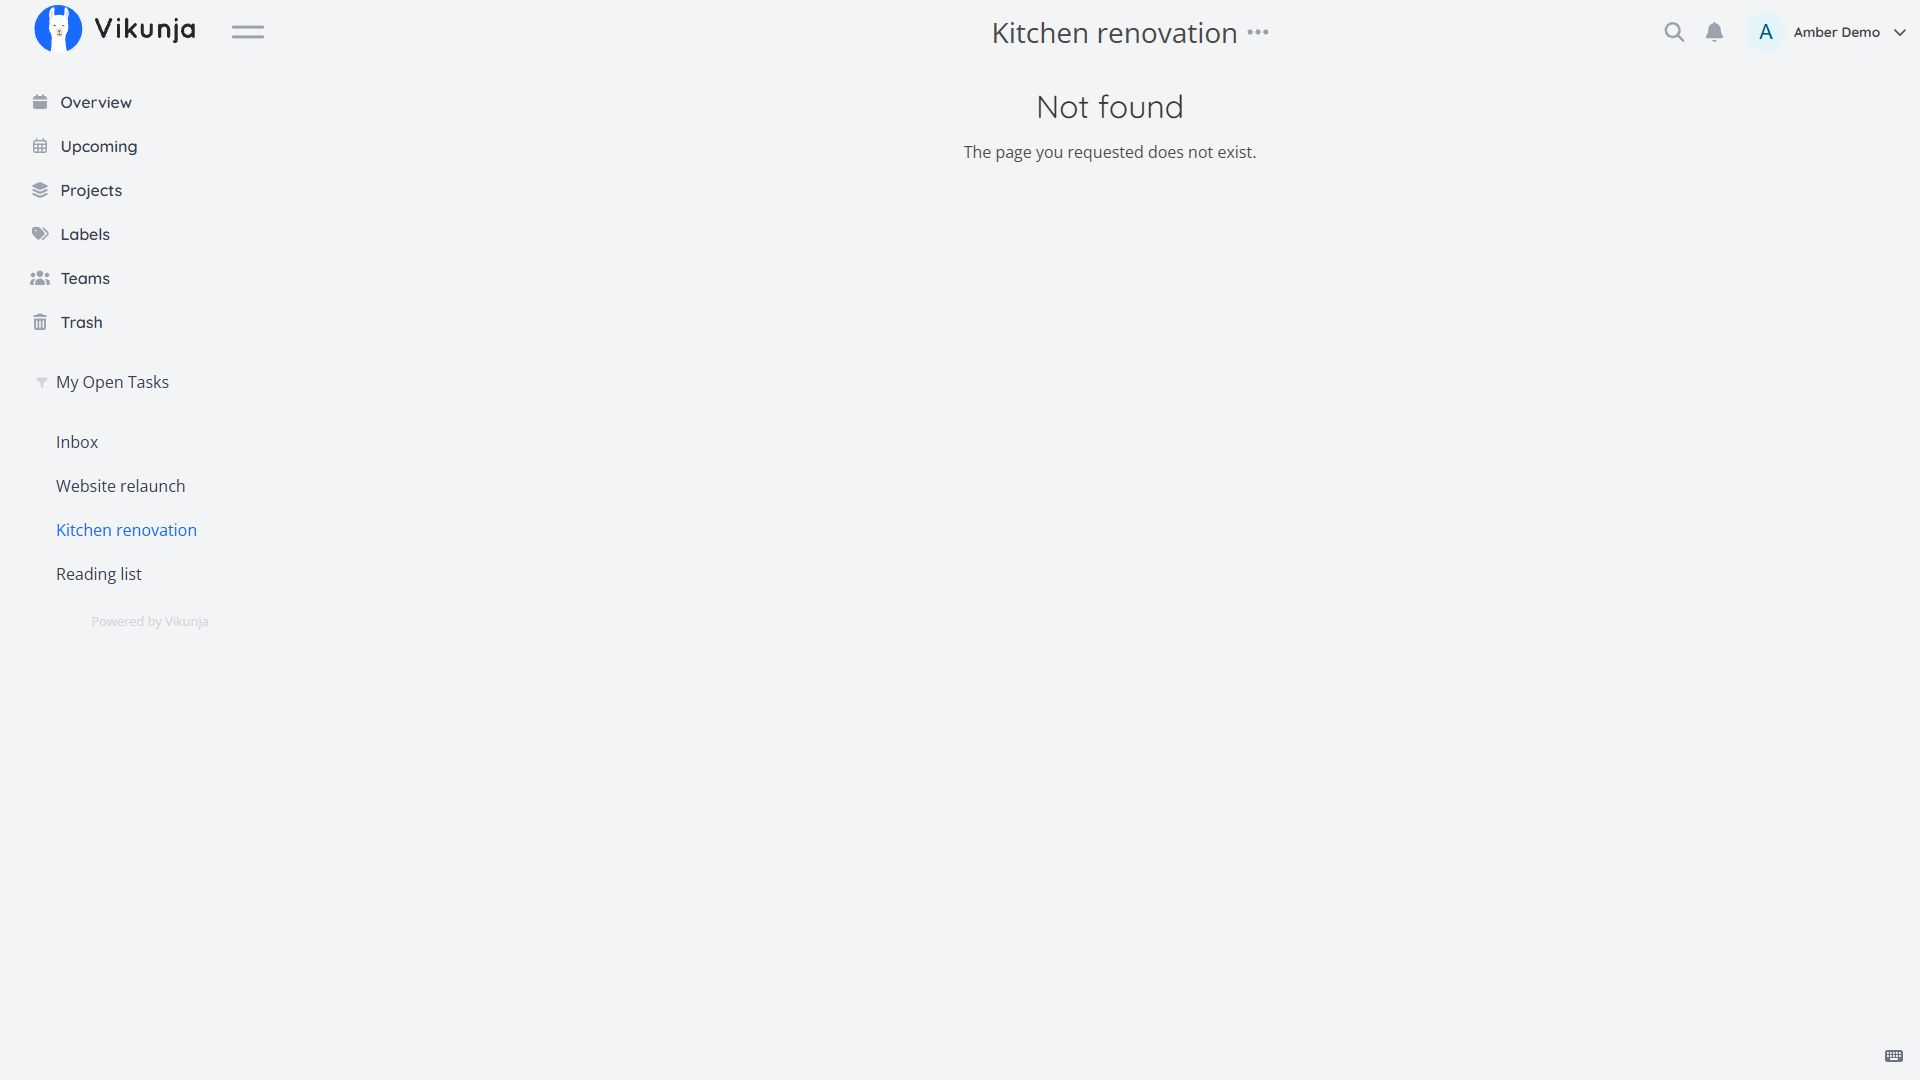 Vikunja
Kitchen renovation
A
Amber Demo
Overview
Upcoming
Projects
Labels
Teams
Trash
My Open Tasks
Inbox
Website relaunch
Kitchen renovation
Reading list
Powered by Vikunja
Not found
The page you requested does not exist.